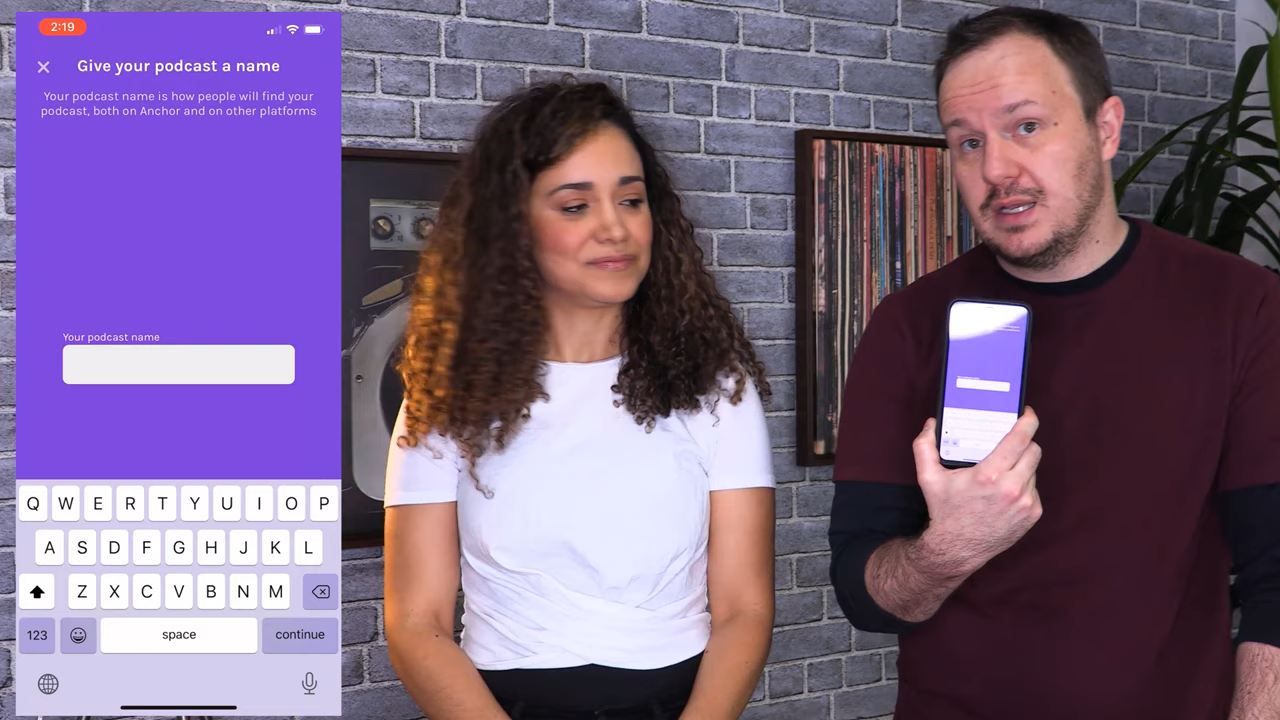 2:19
Give your podcast a name
Your podcast name is how people will find your
podcast, both on Anchor and on other platforms
Your podcast name
Q W E R T Y U I O P
A S D F G H J K L
Z X C V B N M
123 space continue